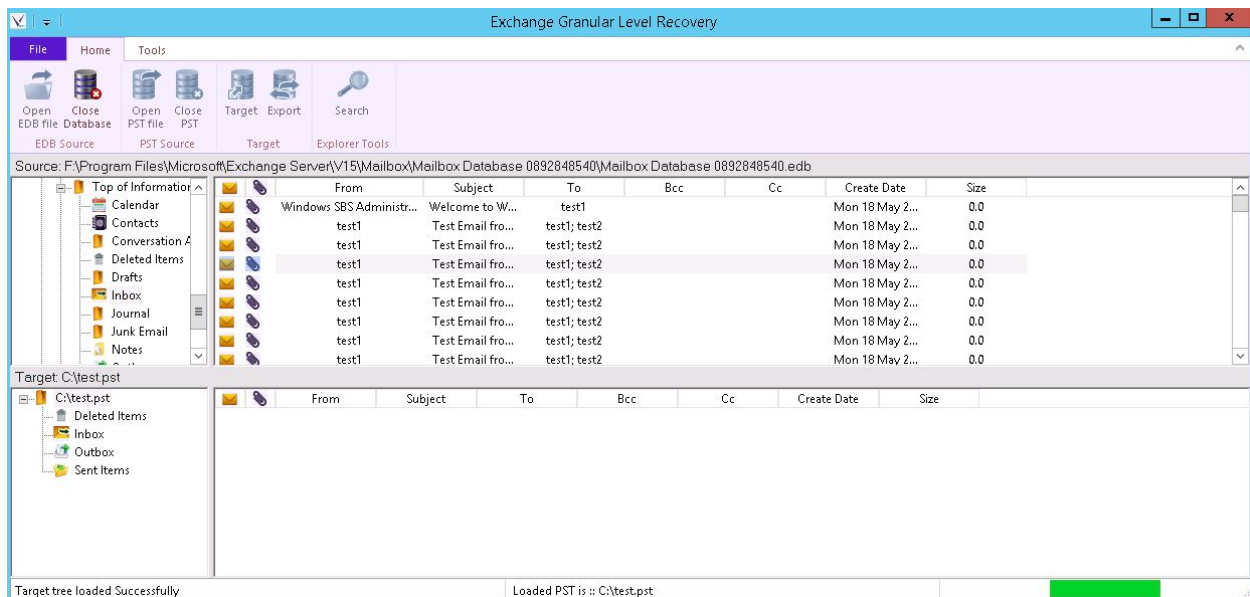 Exchange Granular Level Recovery
File Home Tools
Open EDB file
Close Database
Open PST file
Close PST
Target
Export
Search
EDB Source
PST Source
Target
Explorer Tools
Source: F:\Program Files\Microsoft\Exchange Server\V15\Mailbox\Mailbox Database 0892848540\Mailbox Database 0892848540.edb
Top of Information
Calendar
Contacts
Conversation A
Deleted Items
Drafts
Inbox
Journal
Junk Email
Notes
From Subject To Bcc Cc Create Date Size
Windows SBS Administr... Welcome to W... test1 Mon 18 May 2... 0.0
test1 Test Email fro... test1; test2 Mon 18 May 2... 0.0
test1 Test Email fro... test1; test2 Mon 18 May 2... 0.0
test1 Test Email fro... test1; test2 Mon 18 May 2... 0.0
test1 Test Email fro... test1; test2 Mon 18 May 2... 0.0
test1 Test Email fro... test1; test2 Mon 18 May 2... 0.0
test1 Test Email fro... test1; test2 Mon 18 May 2... 0.0
test1 Test Email fro... test1; test2 Mon 18 May 2... 0.0
test1 Test Email fro... test1; test2 Mon 18 May 2... 0.0
Target: C:\test.pst
C:\test.pst
Deleted Items
Inbox
Outbox
Sent Items
From Subject To Bcc Cc Create Date Size
Target tree loaded Successfully
Loaded PST is :: C:\test.pst